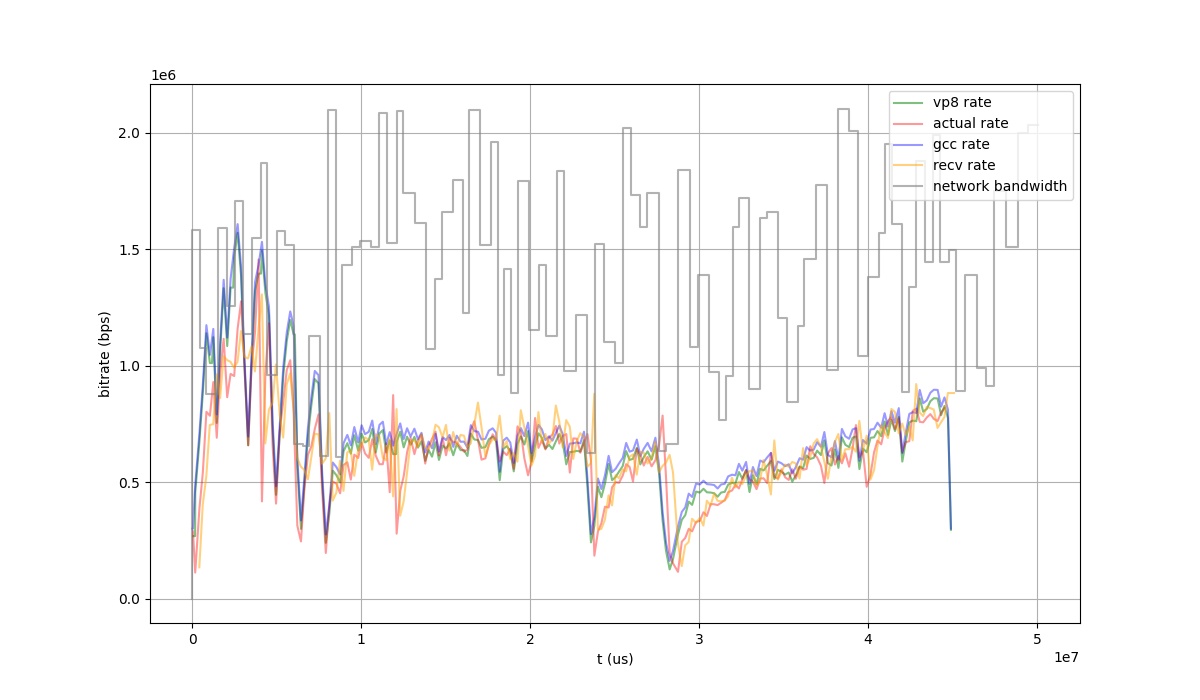 1e6
vp8 rate
actual rate
gcc rate
recv rate
network bandwidth
2.0
1.5
1.0
0.5
0.0
bitrate (bps)
0 1 2 3 4 5
t (us)
1e7